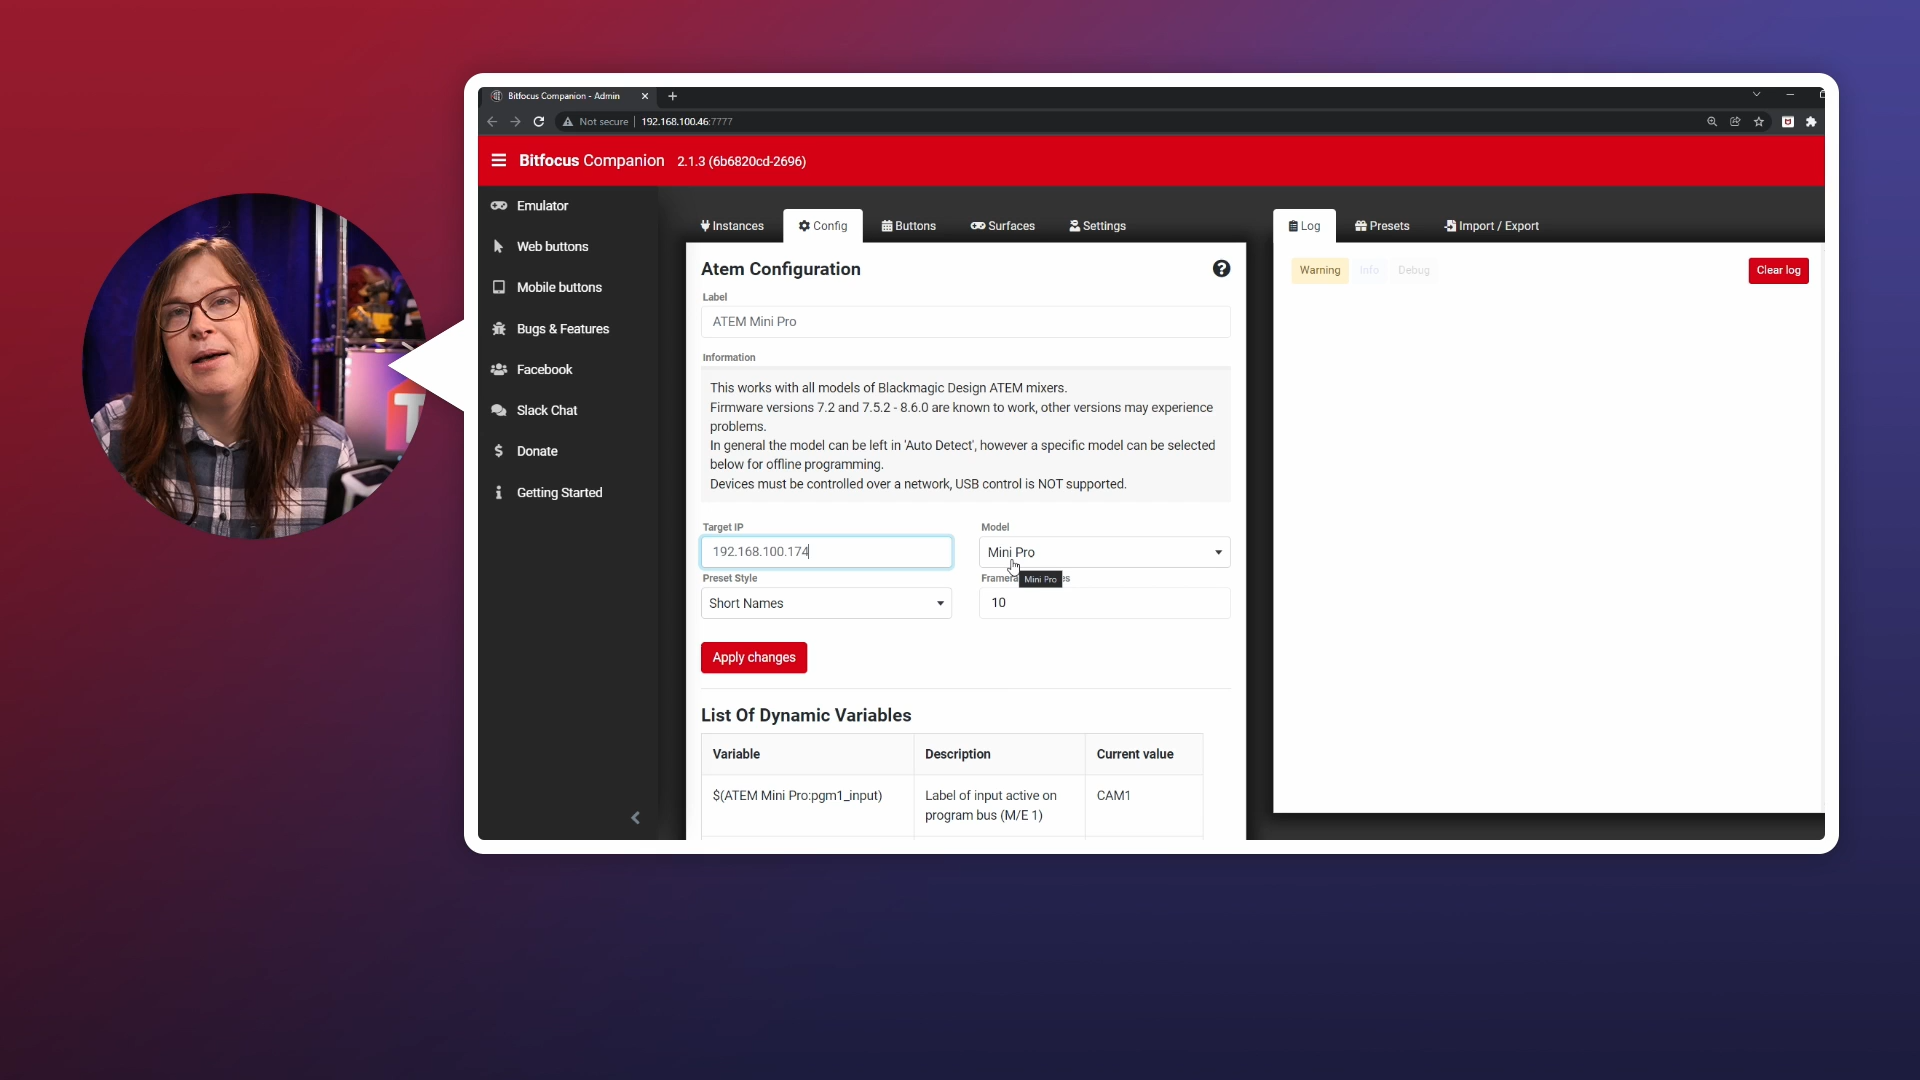 Bitfocus Companion - Admin
Not secure
192.168.100.46:7777
Bitfocus Companion 2.1.3 (6b6820cd-2696)
Emulator
Web buttons
Mobile buttons
Bugs & Features
Facebook
Slack Chat
Donate
Getting Started
Instances
Config
Buttons
Surfaces
Settings
Atem Configuration
Label
ATEM Mini Pro
Information
This works with all models of Blackmagic Design ATEM mixers.
Firmware versions 7.2 and 7.5.2 - 8.6.0 are known to work, other versions may experience
problems.
In general the model can be left in 'Auto Detect', however a specific model can be selected
below for offline programming.
Devices must be controlled over a network, USB control is NOT supported.
Target IP
Model
192.168.100.174
Mini Pro
Preset Style
Mini Pro
Short Names
10
Apply changes
List Of Dynamic Variables
Variable
Description
Current value
$(ATEM Mini Pro:pgm1_input)
Label of input active on
program bus (M/E 1)
CAM1
Log
Presets
Import / Export
Warning
Info
Debug
Clear log